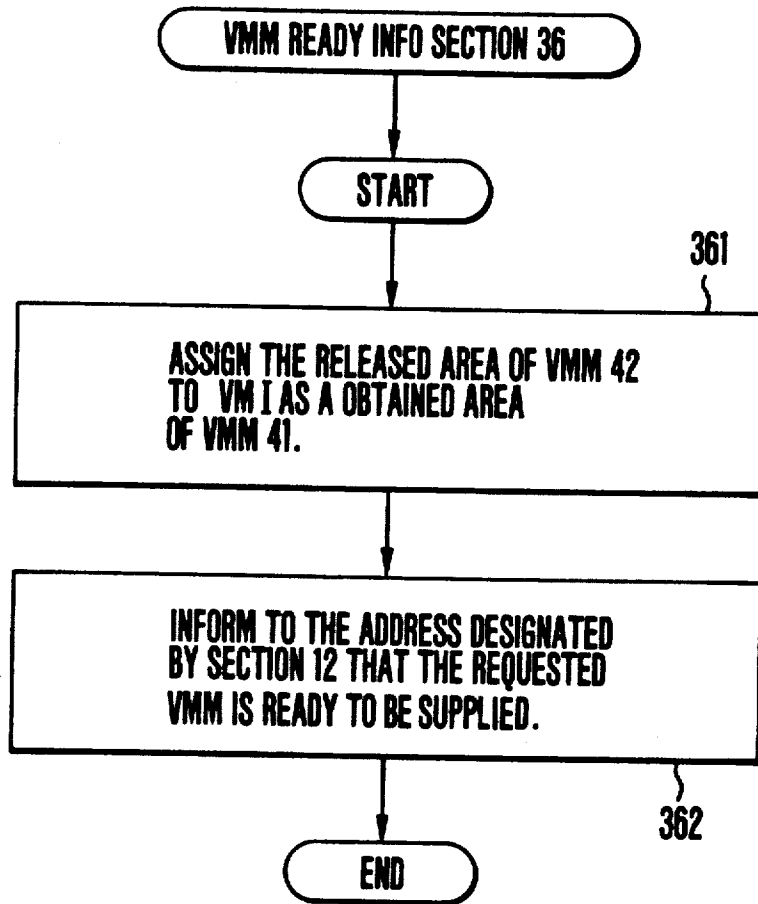 VMM READY INFO SECTION 36
START
361
ASSIGN THE RELEASED AREA OF VMM 42
TO VM I AS A OBTAINED AREA
OF VMM 41.
INFORM TO THE ADDRESS DESIGNATED
BY SECTION 12 THAT THE REQUESTED
VMM IS READY TO BE SUPPLIED.
362
END